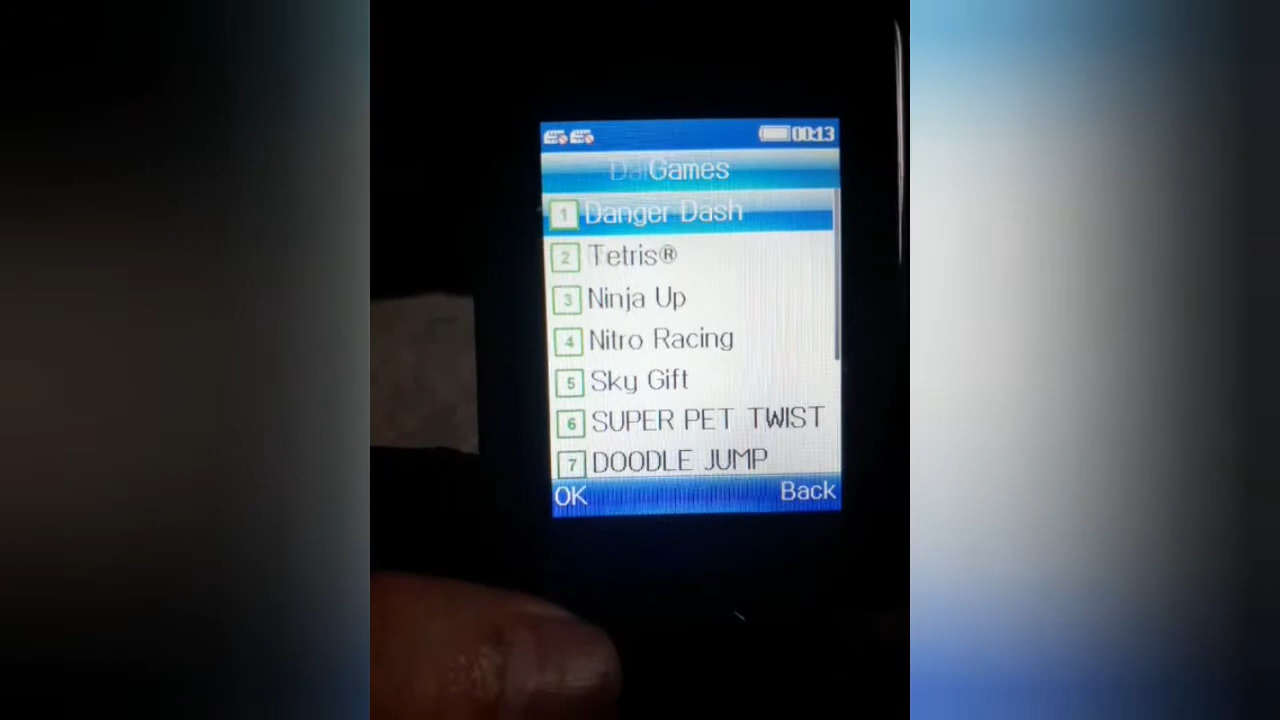 00:13
Games
1 Danger Dash
2 Tetris®
3 Ninja Up
4 Nitro Racing
5 Sky Gift
6 SUPER PET TWIST
7 DOODLE JUMP
OK Back